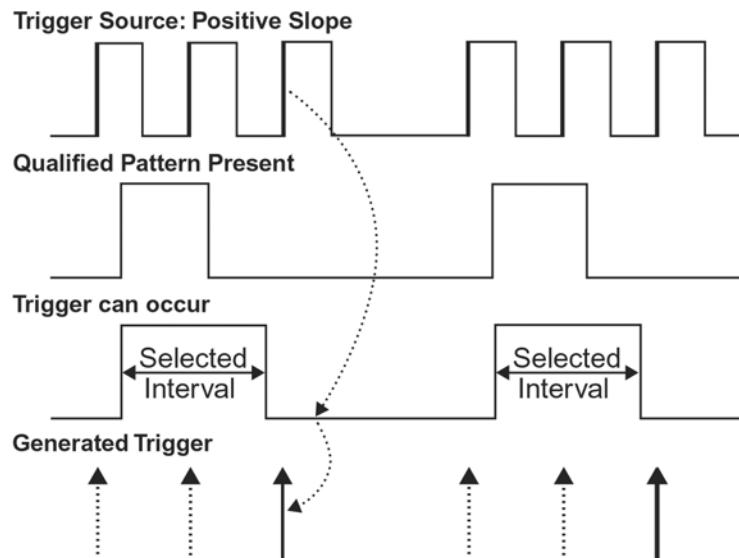 Trigger Source: Positive Slope
Qualified Pattern Present
Trigger can occur
Selected
Interval
Selected
Interval
Generated Trigger